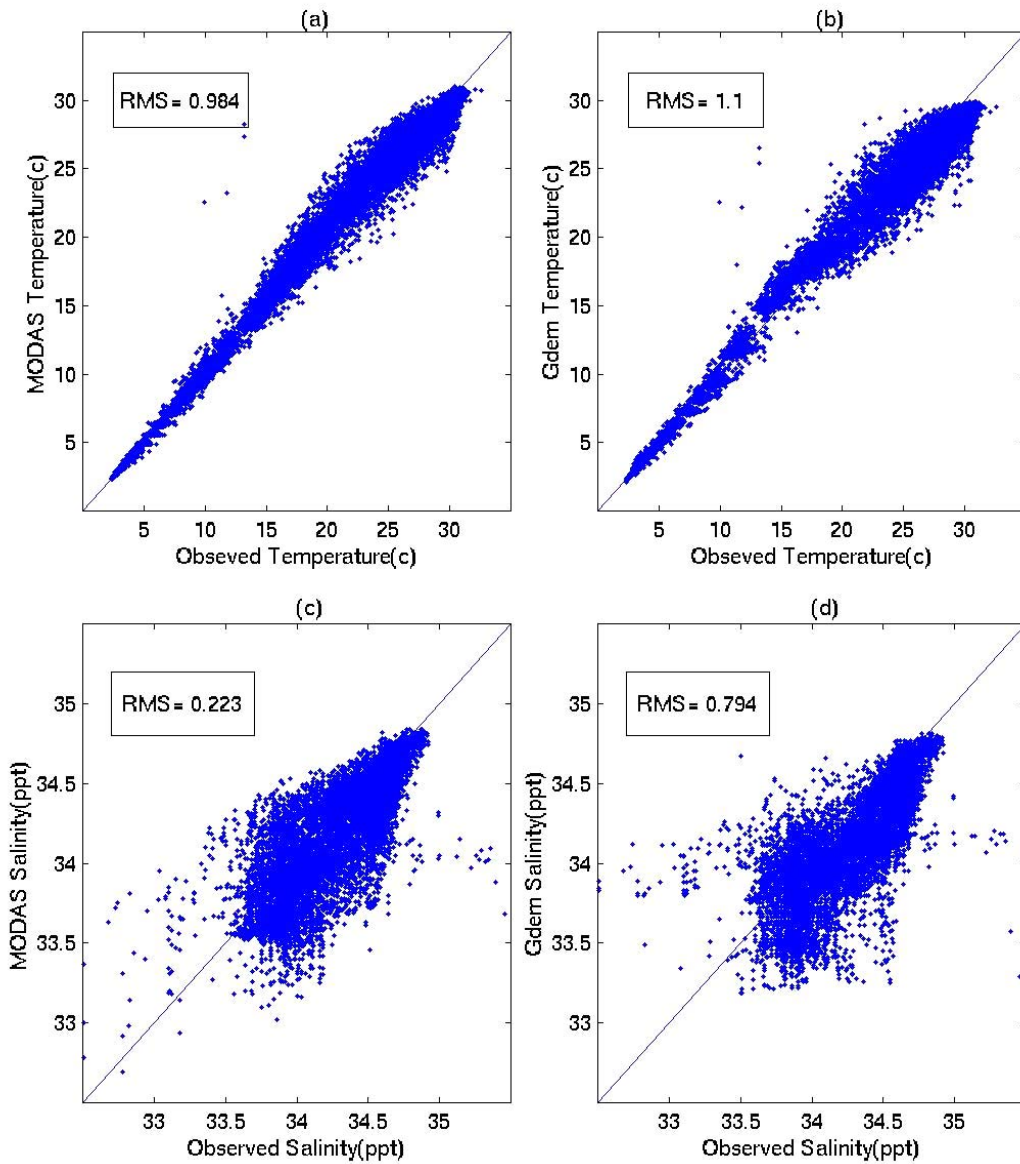 (a)
RMS = 0.984
30
25
20
15
10
5
MODAS Temperature(c)
5 10 15 20 25 30
Obseved Temperature(c)
(b)
RMS = 1.1
30
25
20
15
10
5
Gdem Temperature(c)
5 10 15 20 25 30
Obseved Temperature(c)
(c)
RMS = 0.223
35
34.5
34
33.5
33
MODAS Salinity(ppt)
33 33.5 34 34.5 35
Observed Salinity(ppt)
(d)
RMS = 0.794
35
34.5
34
33.5
33
Gdem Salinity(ppt)
33 33.5 34 34.5 35
Observed Salinity(ppt)